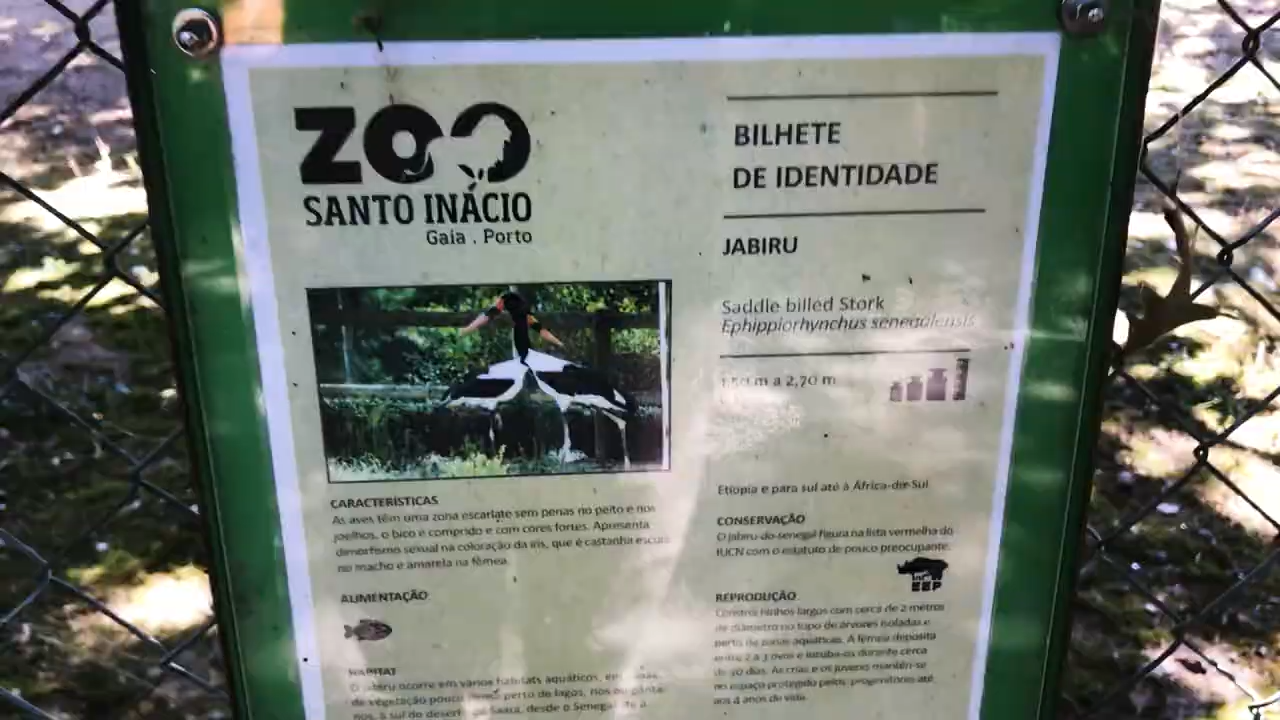 ZOO
SANTO INÁCIO
Gaia . Porto
BILHETE
DE IDENTIDADE
JABIRU
Saddle billed Stork
Ephippiorhynchus senegalensis
1,50 m a 2,70 m
Etiópia e para sul até à África-do-Sul
CARACTERÍSTICAS
As aves têm uma zona escarlate sem penas no peito e nos
joelhos, o bico é comprido e com cores fortes. Apresenta
dimorfismo sexual na coloração da íris, que é castanha escura
no macho e amarela na fêmea.
ALIMENTAÇÃO
HABITAT
O jabiru ocorre em vários habitats aquáticos, em
de vegetação pouco perto de lagos, rios ou pânta-
nos, a sul do deserto Saara, desde o Senegal
CONSERVAÇÃO
O jabiru-do-senegal figura na lista vermelha do
IUCN com o estatuto de pouco preocupante.
EEP
REPRODUÇÃO
Constroi ninhos largos com cerca de 2 metros
de diâmetro no topo de árvores isoladas e
perto de zonas aquáticas. A fêmea deposita
entre 2 a 3 ovos e incuba-os durante cerca
de 30 dias. As crias e os juvenis mantêm-se
no espaço protegido pelos progenitores até
aos 4 anos de vida.